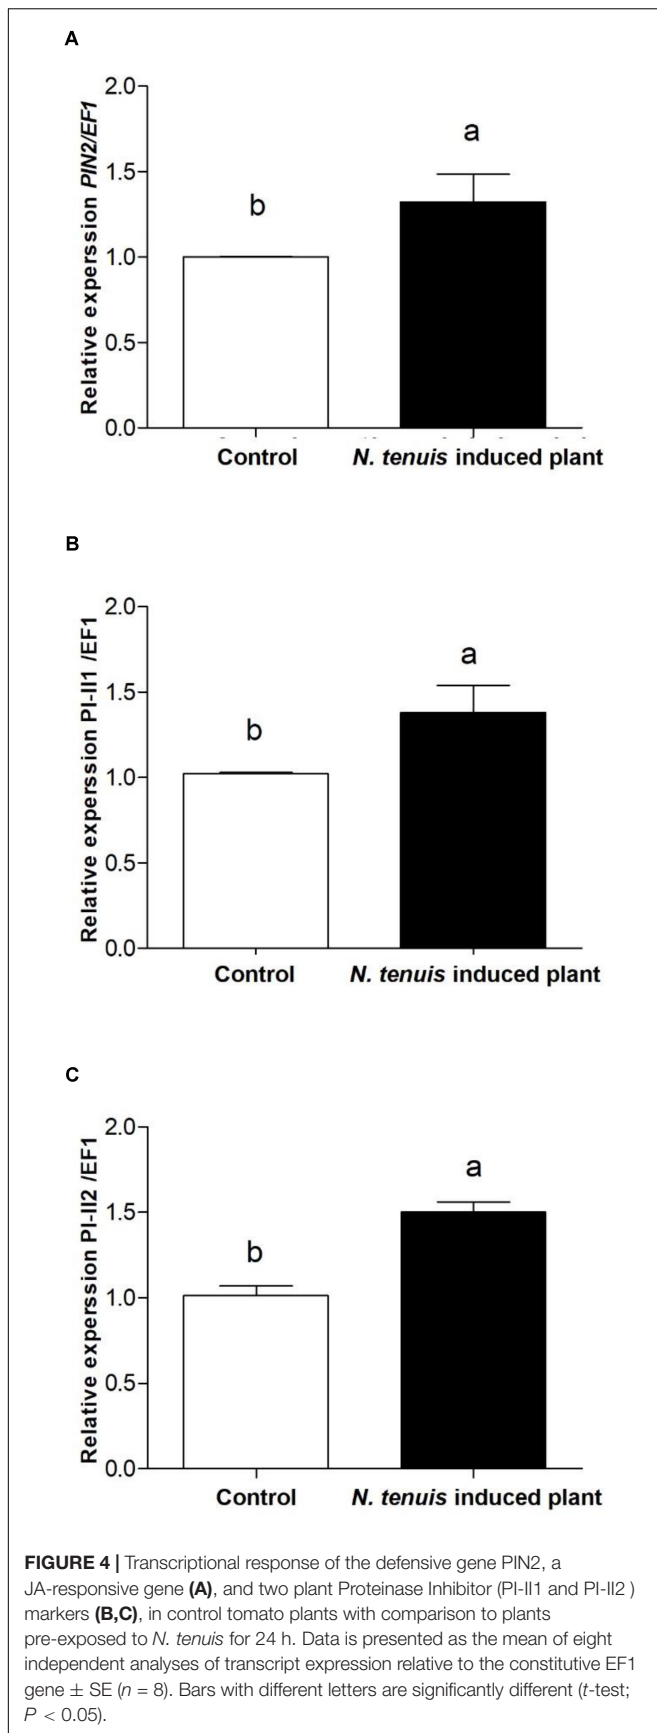 A
Relative experssion PIN2/EF1
2.0
1.5
1.0
0.5
0.0
b
a
Control
N. tenuis induced plant
B
Relative experssion PI-II1 /EF1
2.0
1.5
1.0
0.5
0.0
b
a
Control
N. tenuis induced plant
C
Relative experssion PI-II2 /EF1
2.0
1.5
1.0
0.5
0.0
b
a
Control
N. tenuis induced plant
FIGURE 4 | Transcriptional response of the defensive gene PIN2, a
JA-responsive gene (A), and two plant Proteinase Inhibitor (PI-II1 and PI-II2 )
markers (B,C), in control tomato plants with comparison to plants
pre-exposed to N. tenuis for 24 h. Data is presented as the mean of eight
independent analyses of transcript expression relative to the constitutive EF1
gene ± SE (n = 8). Bars with different letters are significantly different (t-test;
P < 0.05).